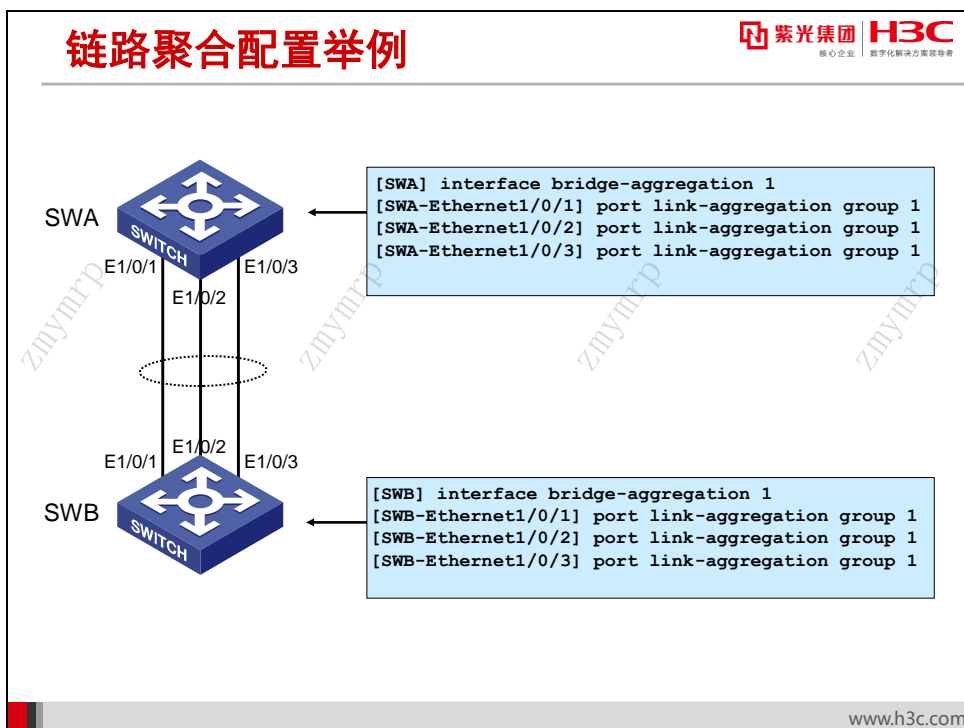 链路聚合配置举例
紫光集团 H3C
核心企业 数字化解决方案领导者
[SWA] interface bridge-aggregation 1
[SWA-Ethernet1/0/1] port link-aggregation group 1
[SWA-Ethernet1/0/2] port link-aggregation group 1
[SWA-Ethernet1/0/3] port link-aggregation group 1
SWA
SWITCH
E1/0/1
E1/0/3
E1/0/2
zmymrp
zmymrp
zmymrp
zmymrp
E1/0/2
E1/0/1
E1/0/3
SWB
SWITCH
[SWB] interface bridge-aggregation 1
[SWB-Ethernet1/0/1] port link-aggregation group 1
[SWB-Ethernet1/0/2] port link-aggregation group 1
[SWB-Ethernet1/0/3] port link-aggregation group 1
www.h3c.com